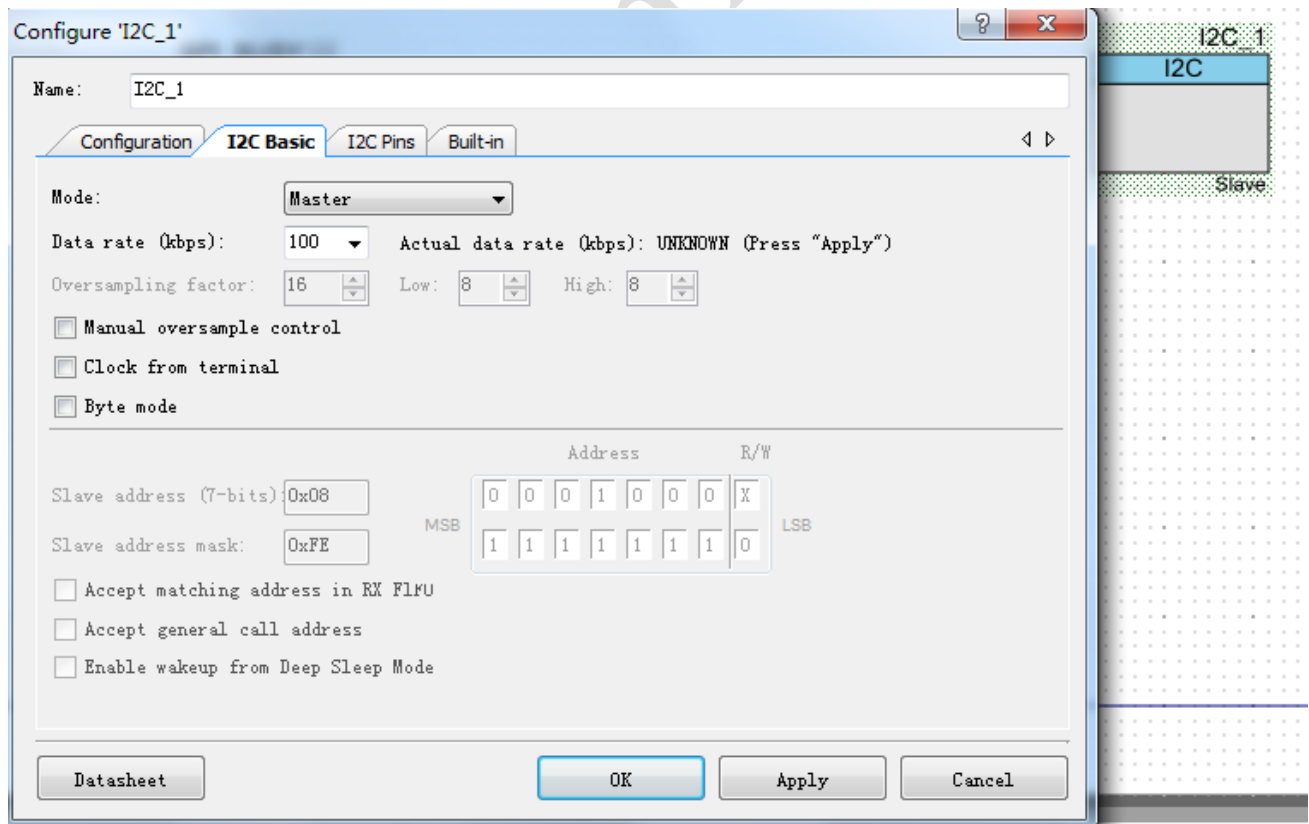 Configure 'I2C_1'
I2C_1
I2C
Slave
Name: I2C_1
Configuration I2C Basic I2C Pins Built-in
Mode: Master
Data rate (kbps): 100 Actual data rate (kbps): UNKNOWN (Press "Apply")
Oversampling factor: 16 Low: 8 High: 8
Manual oversample control
Clock from terminal
Byte mode
Address R/W
Slave address (7-bits): 0x08 0 0 0 1 0 0 0 X
MSB LSB
Slave address mask: 0xFE 1 1 1 1 1 1 1 0
Accept matching address in RX FIFO
Accept general call address
Enable wakeup from Deep Sleep Mode
Datasheet OK Apply Cancel